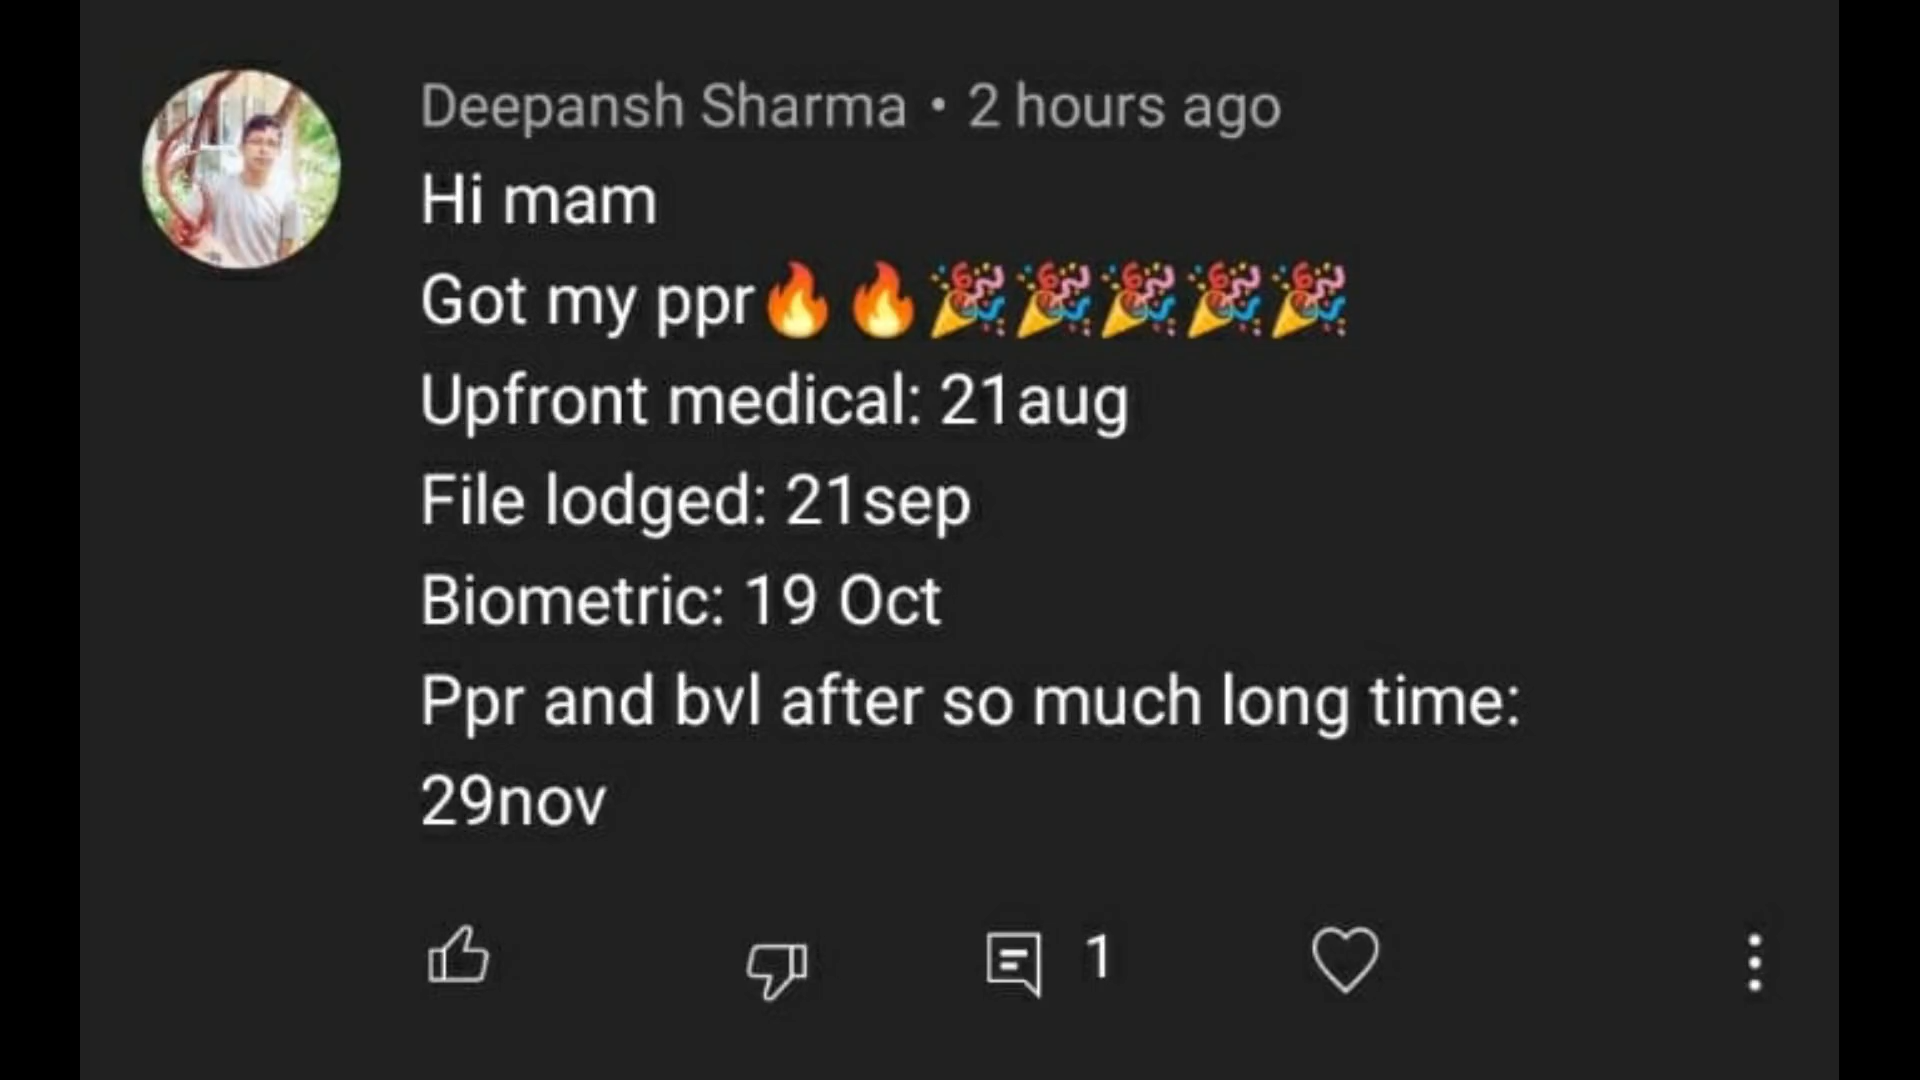 Deepansh Sharma • 2 hours ago
Hi mam
Got my ppr🔥🔥🎉🎉🎉🎉🎉
Upfront medical: 21aug
File lodged: 21sep
Biometric: 19 Oct
Ppr and bvl after so much long time:
29nov
1